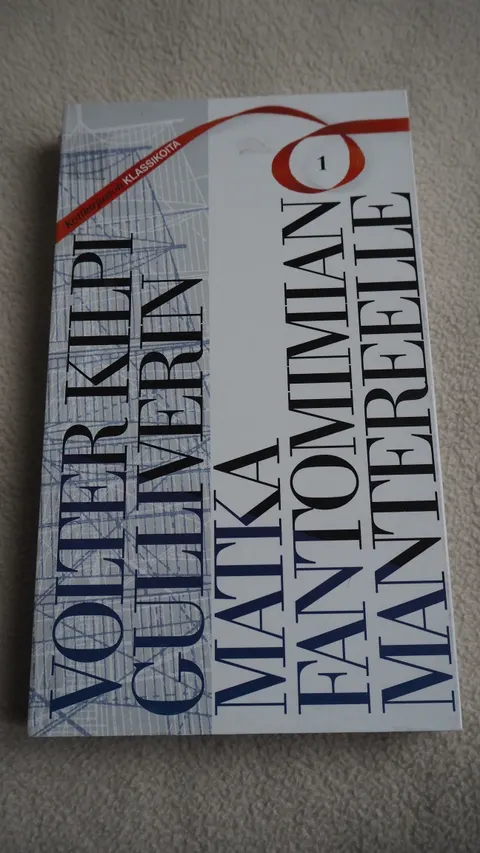 Kotimaisia KLASSIKOITA
1
VOLTER KILPI
GULLIVERIN
MATKA
FANTOMIMIAN
MANTEREELLE